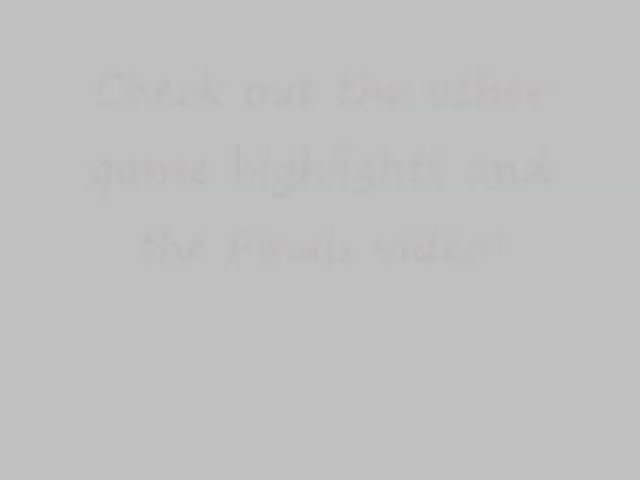 Check out the other
game highlights and
the Finals video!